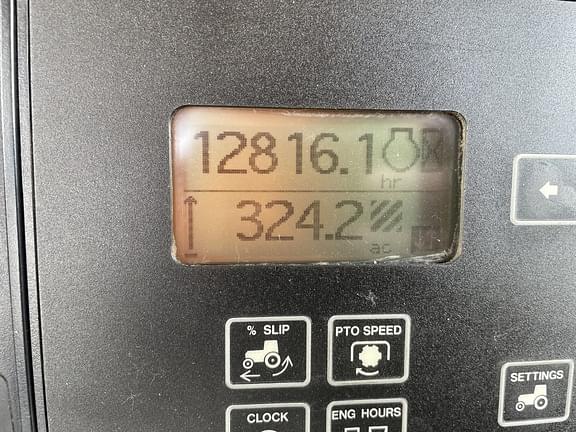 12816.1
hr
324.2
ac
% SLIP
PTO SPEED
SETTINGS
CLOCK
ENG HOURS